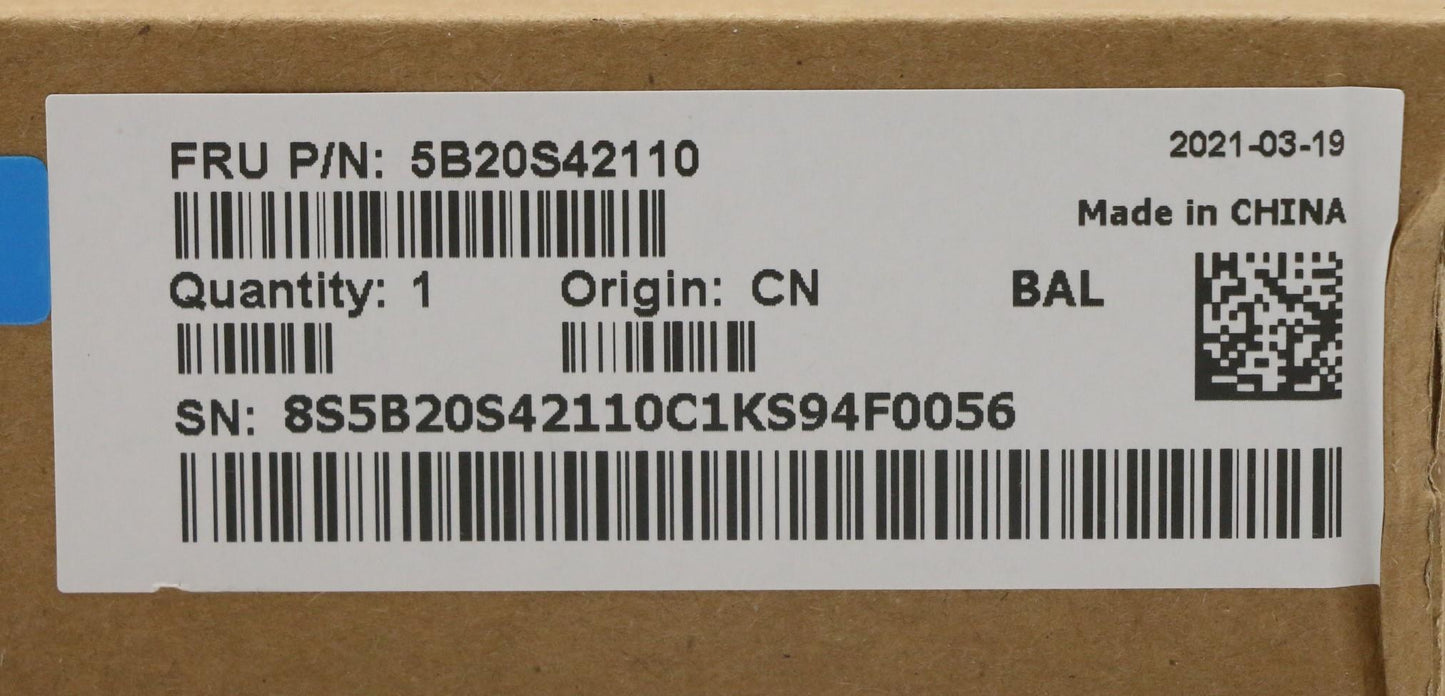 FRU P/N: 5B20S42110
2021-03-19
Made in CHINA
Quantity: 1
Origin: CN
BAL
SN: 8S5B20S42110C1KS94F0056